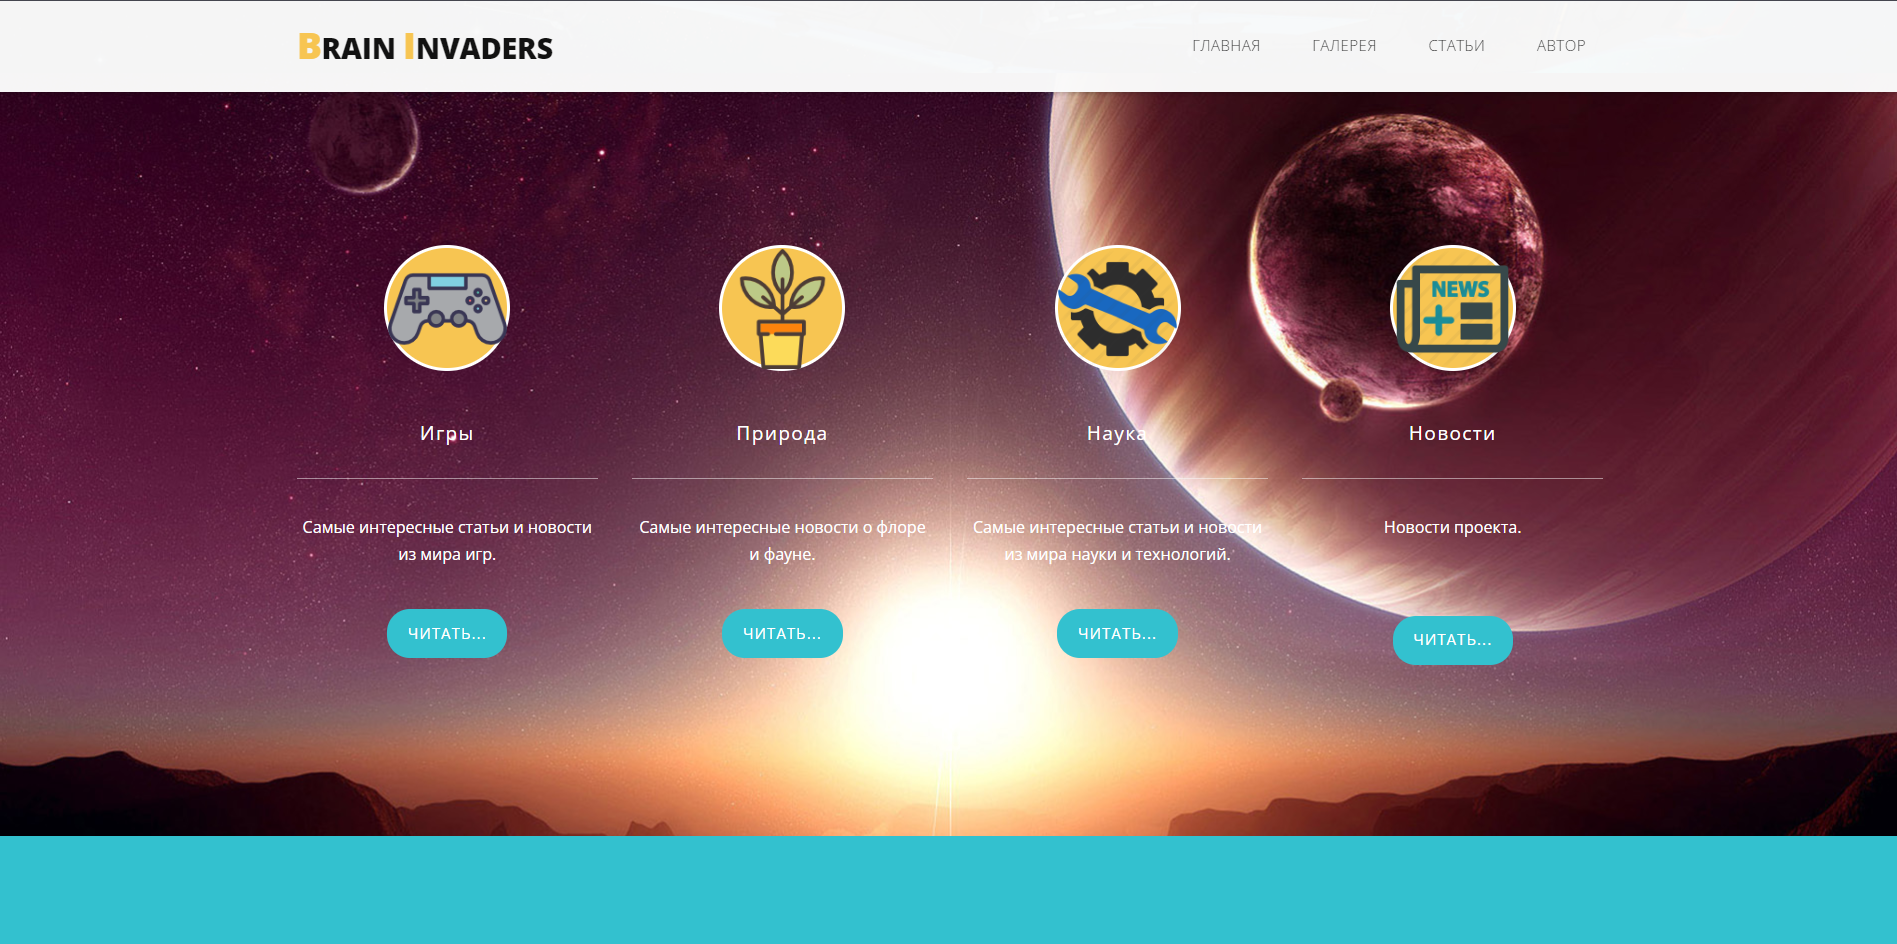 BRAIN INVADERS
ГЛАВНАЯ ГАЛЕРЕЯ СТАТЬИ АВТОР
NEWS
Игры
Самые интересные статьи и новости
из мира игр.
ЧИТАТЬ...
Природа
Самые интересные новости о флоре
и фауне.
ЧИТАТЬ...
Наука
Самые интересные статьи и новости
из мира науки и технологий.
ЧИТАТЬ...
Новости
Новости проекта.
ЧИТАТЬ...